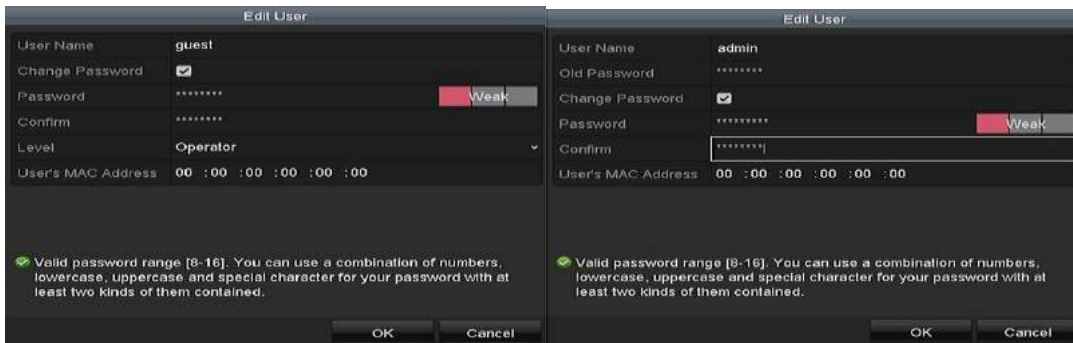 Edit User
User Name guest
Change Password
Password ******** Weak
Confirm ********
Level Operator
User's MAC Address 00 :00 :00 :00 :00 :00
Valid password range [8-16]. You can use a combination of numbers,
lowercase, uppercase and special character for your password with at
least two kinds of them contained.
OK Cancel
Edit User
User Name admin
Old Password ********
Change Password
Password ********* Weak
Confirm ********
User's MAC Address 00 :00 :00 :00 :00 :00
Valid password range [8-16]. You can use a combination of numbers,
lowercase, uppercase and special character for your password with at
least two kinds of them contained.
OK Cancel